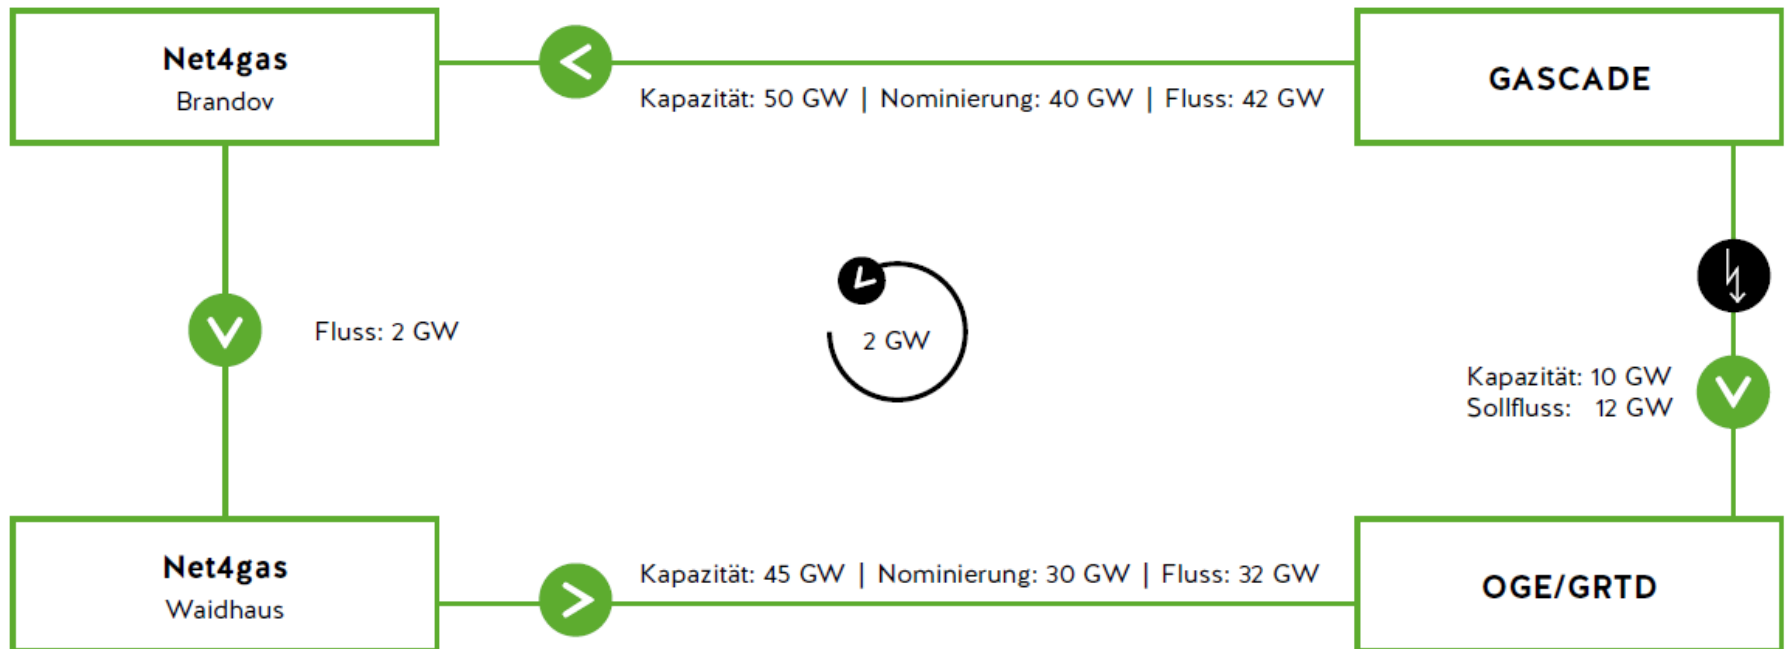 Net4gas
Brandov
GASCADE
Kapazität: 50 GW | Nominierung: 40 GW | Fluss: 42 GW
Fluss: 2 GW
2 GW
Kapazität: 10 GW
Sollfluss: 12 GW
Net4gas
Waidhaus
Kapazität: 45 GW | Nominierung: 30 GW | Fluss: 32 GW
OGE/GRTD